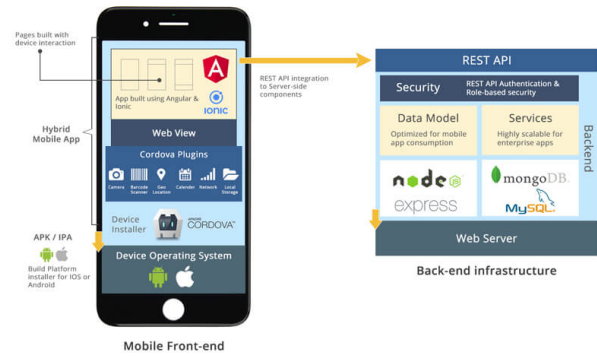 Pages built with
device interaction
A
App built using Angular &
Ionic
IONIC
Web View
Hybrid
Mobile App
Cordova Plugins
Camera
Barcode
Scanner
Geo
Location
Calender
Network
Local
Storage
Device
Installer
APACHE
CORDOVA™
APK / IPA
Build Platform
installer for IOS or
Android
Device Operating System
Mobile Front-end
REST API integration
to Server-side
components
REST API
Security
REST API Authentication &
Role-based security
Data Model
Optimized for mobile
app consumption
Services
Highly scalable for
enterprise apps
Backend
node
express
mongoDB.
MySQL.
Web Server
Back-end infrastructure